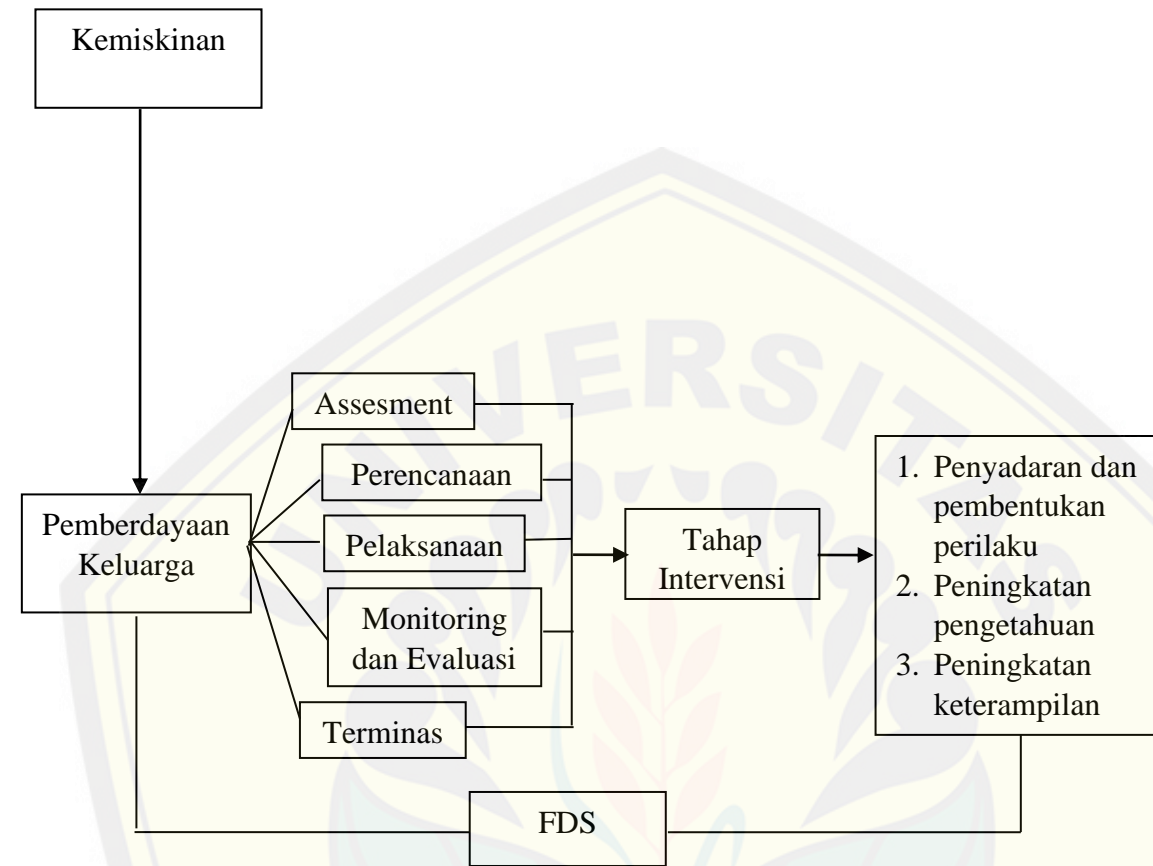 Kemiskinan
UNIVERSITAS
Assesment
Perencanaan
Pemberdayaan
Keluarga
Pelaksanaan
Monitoring
dan Evaluasi
Terminas
Tahap
Intervensi
1. Penyadaran dan
pembentukan
perilaku
2. Peningkatan
pengetahuan
3. Peningkatan
keterampilan
FDS